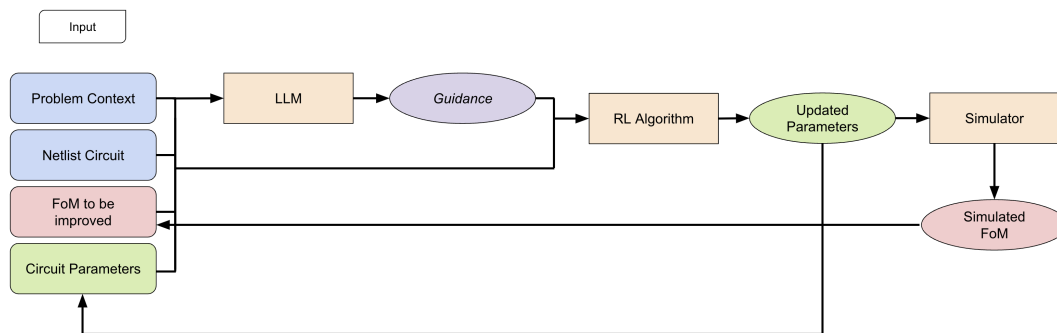 Input
Problem Context
LLM
Guidance
RL Algorithm
Updated
Parameters
Simulator
Netlist Circuit
FoM to be
improved
Simulated
FoM
Circuit Parameters